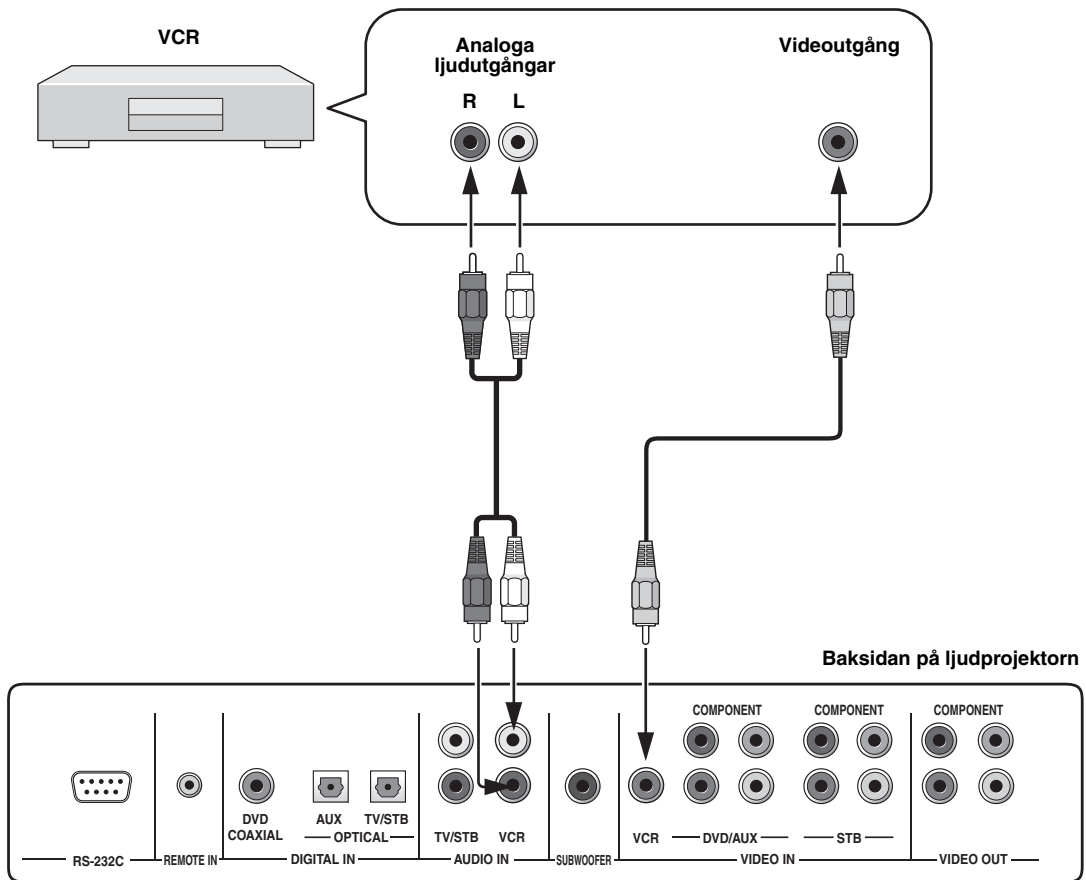 VCR
Analoga
ljudutgångar
Videoutgång
R L
Baksidan på ljudprojektorn
COMPONENT COMPONENT COMPONENT
DVD
COAXIAL
AUX TV/STB
OPTICAL
TV/STB VCR
VCR DVD/AUX STB
RS-232C REMOTE IN DIGITAL IN AUDIO IN SUBWOOFER VIDEO IN VIDEO OUT